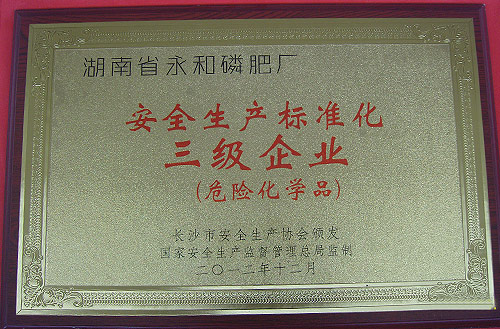 湖南省永和磷肥厂
安全生产标准化
三级企业
(危险化学品)
长沙市安全生产协会颁发
国家安全生产监督管理总局监制
二〇一二年十二月